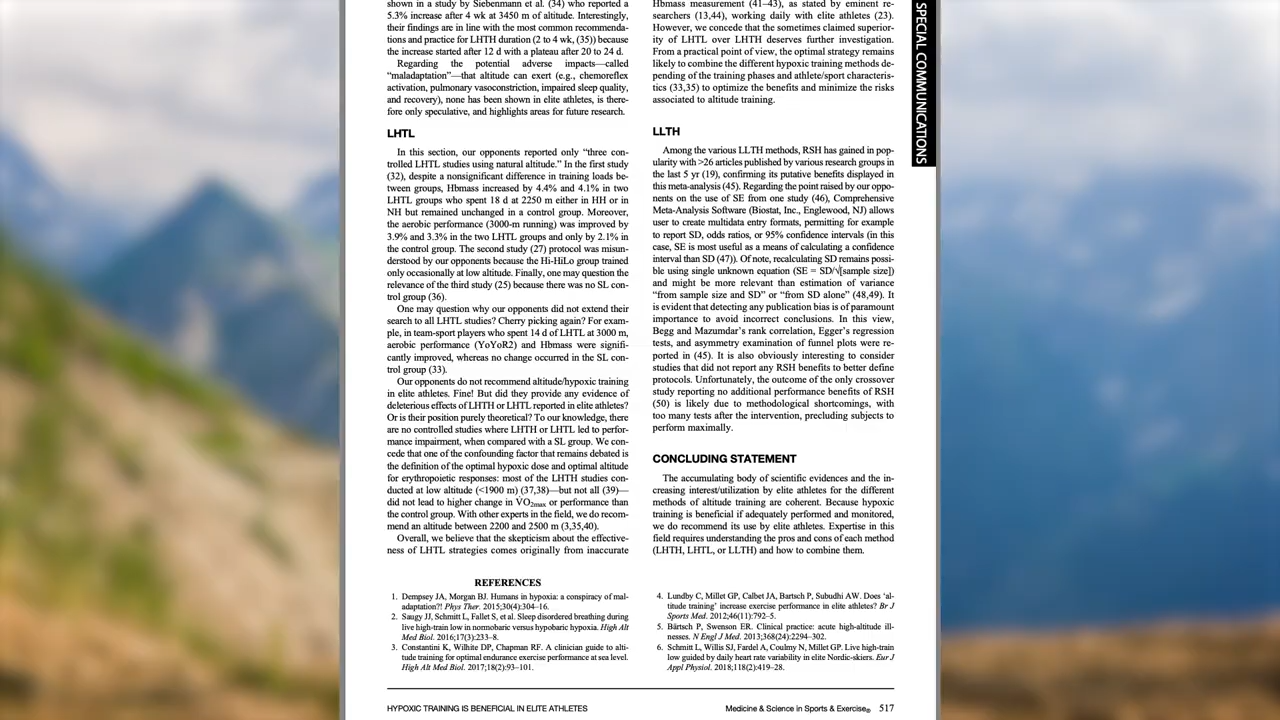 shown in a study by Siebenmann et al. (34) who reported a
5.3% increase after 4 wk at 3450 m of altitude. Interestingly,
their findings are in line with the most common recommenda-
tions and practice for LHTH duration (2 to 4 wk, (35)) because
the increase started after 12 d with a plateau after 20 to 24 d.
Regarding the potential adverse impacts—called
“maladaptation”—that altitude can exert (e.g., chemoreflex
activation, pulmonary vasoconstriction, impaired sleep quality,
and recovery), none has been shown in elite athletes, is there-
fore only speculative, and highlights areas for future research.
LHTL
In this section, our opponents reported only “three con-
trolled LHTL studies using natural altitude.” In the first study
(32), despite a nonsignificant difference in training loads be-
tween groups, Hbmass increased by 4.4% and 4.1% in two
LHTL groups who spent 18 d at 2250 m either in HH or in
NH but remained unchanged in a control group. Moreover,
the aerobic performance (3000-m running) was improved by
3.9% and 3.3% in the two LHTL groups and only by 2.1% in
the control group. The second study (27) protocol was misun-
derstood by our opponents because the Hi-HiLo group trained
only occasionally at low altitude. Finally, one may question the
relevance of the third study (25) because there was no SL con-
trol group (36).
One may question why our opponents did not extend their
search to all LHTL studies? Cherry picking again? For exam-
ple, in team-sport players who spent 14 d of LHTL at 3000 m,
aerobic performance (YoYoR2) and Hbmass were signifi-
cantly improved, whereas no change occurred in the SL con-
trol group (33).
Our opponents do not recommend altitude/hypoxic training
in elite athletes. Fine! But did they provide any evidence of
deleterious effects of LHTH or LHTL reported in elite athletes?
Or is their position purely theoretical? To our knowledge, there
are no controlled studies where LHTH or LHTL led to perfor-
mance impairment, when compared with a SL group. We con-
cede that one of the confounding factor that remains debated is
the definition of the optimal hypoxic dose and optimal altitude
for erythropoietic responses: most of the LHTH studies con-
ducted at low altitude (<1900 m) (37,38)—but not all (39)—
did not lead to higher change in V̇O2max or performance than
the control group. With other experts in the field, we do recom-
mend an altitude between 2200 and 2500 m (3,35,40).
Overall, we believe that the skepticism about the effective-
ness of LHTL strategies comes originally from inaccurate
Hbmass measurement (41–43), as stated by eminent re-
searchers (13,44), working daily with elite athletes (23).
However, we concede that the sometimes claimed superior-
ity of LHTL over LHTH deserves further investigation.
From a practical point of view, the optimal strategy remains
likely to combine the different hypoxic training methods de-
pending of the training phases and athlete/sport characteris-
tics (33,35) to optimize the benefits and minimize the risks
associated to altitude training.
LLTH
Among the various LLTH methods, RSH has gained in pop-
ularity with >26 articles published by various research groups in
the last 5 yr (19), confirming its putative benefits displayed in
this meta-analysis (45). Regarding the point raised by our oppo-
nents on the use of SE from one study (46), Comprehensive
Meta-Analysis Software (Biostat, Inc., Englewood, NJ) allows
user to create multidata entry formats, permitting for example
to report SD, odds ratios, or 95% confidence intervals (in this
case, SE is most useful as a means of calculating a confidence
interval than SD (47)). Of note, recalculating SD remains possi-
ble using single unknown equation (SE = SD/√[sample size])
and might be more relevant than estimation of variance
“from sample size and SD” or “from SD alone” (48,49). It
is evident that detecting any publication bias is of paramount
importance to avoid incorrect conclusions. In this view,
Begg and Mazumdar’s rank correlation, Egger’s regression
tests, and asymmetry examination of funnel plots were re-
ported in (45). It is also obviously interesting to consider
studies that did not report any RSH benefits to better define
protocols. Unfortunately, the outcome of the only crossover
study reporting no additional performance benefits of RSH
(50) is likely due to methodological shortcomings, with
too many tests after the intervention, precluding subjects to
perform maximally.
CONCLUDING STATEMENT
The accumulating body of scientific evidences and the in-
creasing interest/utilization by elite athletes for the different
methods of altitude training are coherent. Because hypoxic
training is beneficial if adequately performed and monitored,
we do recommend its use by elite athletes. Expertise in this
field requires understanding the pros and cons of each method
(LHTH, LHTL, or LLTH) and how to combine them.
SPECIAL COMMUNICATIONS
REFERENCES
1. Dempsey JA, Morgan BJ. Humans in hypoxia: a conspiracy of mal-
adaptation?! Phys Ther. 2015;30(4):304–16.
2. Saugy JJ, Schmitt L, Fallet S, et al. Sleep disordered breathing during
live high-train low in normobaric versus hypobaric hypoxia. High Alt
Med Biol. 2016;17(3):233–8.
3. Constantini K, Wilhite DP, Chapman RF. A clinician guide to alti-
tude training for optimal endurance exercise performance at sea level.
High Alt Med Biol. 2017;18(2):93–101.
4. Lundby C, Millet GP, Calbet JA, Bartsch P, Subudhi AW. Does ‘al-
titude training’ increase exercise performance in elite athletes? Br J
Sports Med. 2012;46(11):792–5.
5. Bärtsch P, Swenson ER. Clinical practice: acute high-altitude ill-
nesses. N Engl J Med. 2013;368(24):2294–302.
6. Schmitt L, Willis SJ, Fardel A, Coulmy N, Millet GP. Live high-train
low guided by daily heart rate variability in elite Nordic-skiers. Eur J
Appl Physiol. 2018;118(2):419–28.
HYPOXIC TRAINING IS BENEFICIAL IN ELITE ATHLETES
Medicine & Science in Sports & Exercise® 517